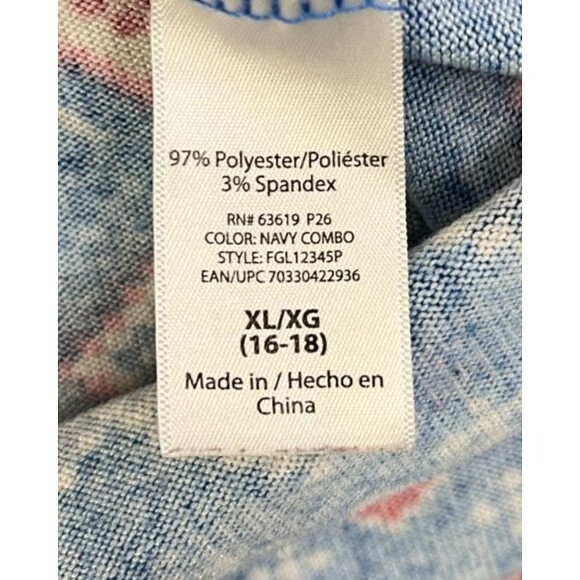 97% Polyester/Poliéster
3% Spandex
RN# 63619 P26
COLOR: NAVY COMBO
STYLE: FGL12345P
EAN/UPC 70330422936
XL/XG
(16-18)
Made in / Hecho en
China